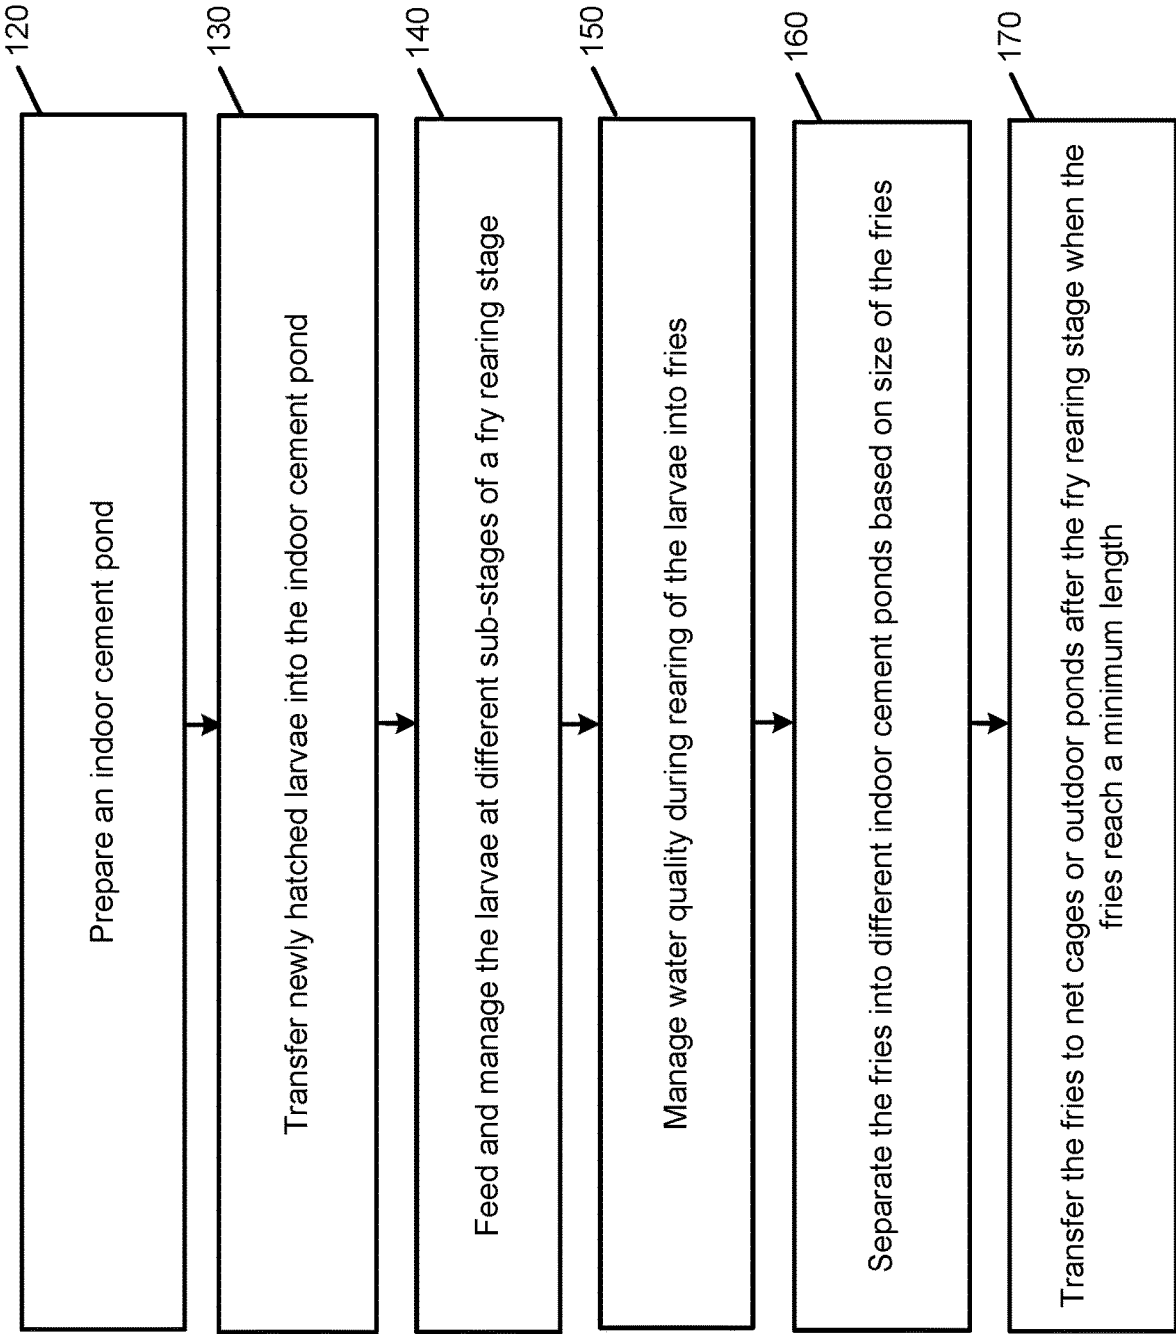 120
Prepare an indoor cement pond
130
Transfer newly hatched larvae into the indoor cement pond
140
Feed and manage the larvae at different sub-stages of a fry rearing stage
150
Manage water quality during rearing of the larvae into fries
160
Separate the fries into different indoor cement ponds based on size of the fries
170
Transfer the fries to net cages or outdoor ponds after the fry rearing stage when the
fries reach a minimum length